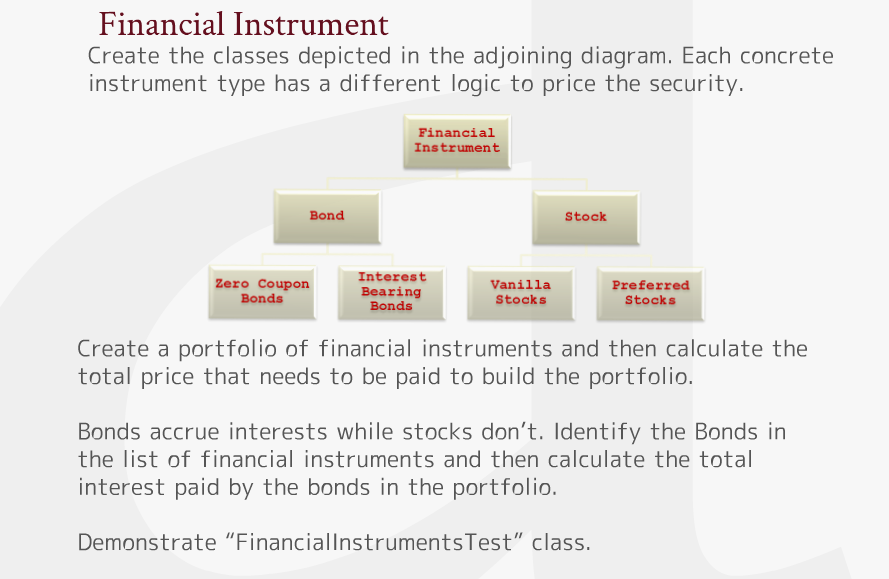 Financial Instrument
Create the classes depicted in the adjoining diagram. Each concrete
instrument type has a different logic to price the security.
Financial
Instrument
Bond
Stock
Zero Coupon
Bonds
Interest
Bearing
Bonds
Vanilla
Stocks
Preferred
Stocks
Create a portfolio of financial instruments and then calculate the
total price that needs to be paid to build the portfolio.
Bonds accrue interests while stocks don’t. Identify the Bonds in
the list of financial instruments and then calculate the total
interest paid by the bonds in the portfolio.
Demonstrate “FinancialInstrumentsTest” class.